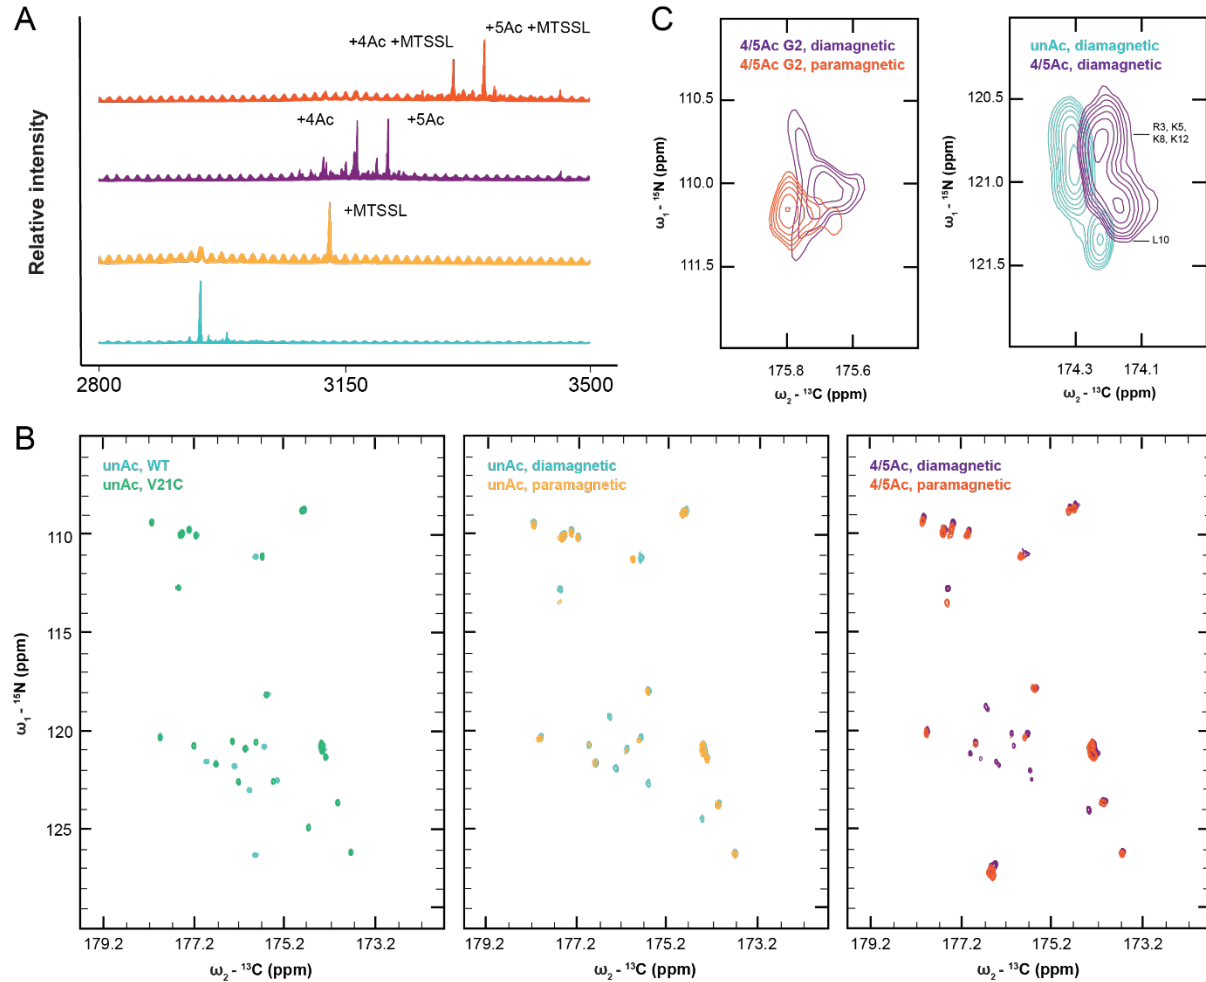 A
+5Ac +MTSSL
+4Ac +MTSSL
+4Ac
+5Ac
+MTSSL
Relative intensity
2800
3150
3500
C
4/5Ac G2, diamagnetic
4/5Ac G2, paramagnetic
110.5
110.0
111.5
ω1 - 15N (ppm)
175.8
175.6
ω2 - 13C (ppm)
unAc, diamagnetic
4/5Ac, diamagnetic
120.5
121.0
121.5
ω1 - 15N (ppm)
R3, K5,
K8, K12
L10
174.3
174.1
ω2 - 13C (ppm)
B
unAc, WT
unAc, V21C
110
115
120
125
ω1 - 15N (ppm)
179.2
177.2
175.2
173.2
ω2 - 13C (ppm)
unAc, diamagnetic
unAc, paramagnetic
179.2
177.2
175.2
173.2
ω2 - 13C (ppm)
4/5Ac, diamagnetic
4/5Ac, paramagnetic
179.2
177.2
175.2
173.2
ω2 - 13C (ppm)